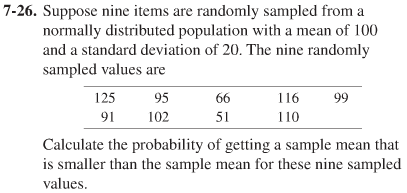 7-26. Suppose nine items are randomly sampled from a
normally distributed population with a mean of 100
and a standard deviation of 20. The nine randomly
sampled values are
125 95 66 116 99
91 102 51 110
Calculate the probability of getting a sample mean that
is smaller than the sample mean for these nine sampled
values.